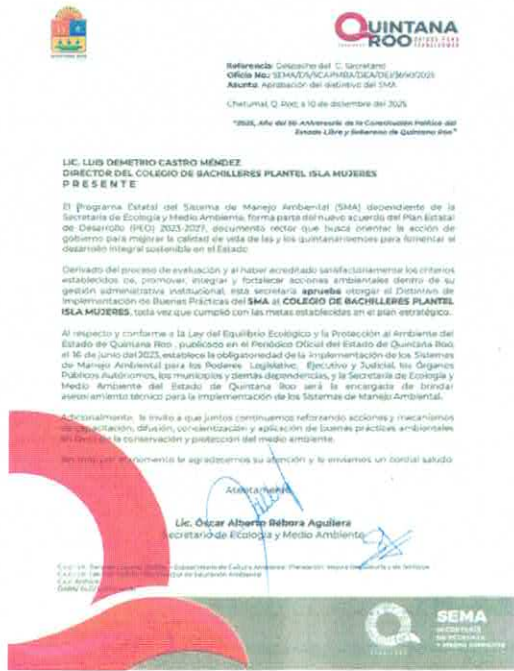 QUINTANA
ROO
Referencia: Despacho del C. Secretario
Oficio No.:
Asunto: Aprobación del distintivo del SMA
Chetumal, Q. Roo, a 10 de diciembre del 2025
"2025, Año del 50 Aniversario de la Constitución Política del
Estado Libre y Soberano de Quintana Roo"
LIC. LUIS DEMETRIO CASTRO MÉNDEZ
DIRECTOR DEL COLEGIO DE BACHILLERES PLANTEL ISLA MUJERES
P R E S E N T E
El Programa Estatal del Sistema de Manejo Ambiental (SMA) dependiente de la
Secretaría de Ecología y Medio Ambiente, forma parte del nuevo acuerdo del Plan Estatal
de Desarrollo (PED) 2023-2027, documento rector que busca orientar la acción de
gobierno para mejorar la calidad de vida de las y los quintanarroenses para fomentar el
desarrollo integral sostenible en el Estado.
Derivado del proceso de evaluación y al haber acreditado satisfactoriamente los criterios
establecidos de, promover, integrar y fortalecer acciones ambientales dentro de su
gestión administrativa institucional, esta secretaría aprueba otorgar el Distintivo de
Implementación de Buenas Prácticas del SMA al COLEGIO DE BACHILLERES PLANTEL
ISLA MUJERES, toda vez que cumplió con las metas establecidas en el plan estratégico.
Al respecto y conforme a la Ley del Equilibrio Ecológico y la Protección al Ambiente del
Estado de Quintana Roo, publicado en el Periódico Oficial del Estado de Quintana Roo,
el 16 de junio del 2023, establece la obligatoriedad de la implementación de los Sistemas
de Manejo Ambiental para los Poderes Legislativo, Ejecutivo y Judicial, los Órganos
Públicos Autónomos, los municipios y demás dependencias, y la Secretaría de Ecología y
Medio Ambiente del Estado de Quintana Roo será la encargada de brindar
asesoramiento técnico para la implementación de los Sistemas de Manejo Ambiental.
Adicionalmente, le invito a que juntos continuemos reforzando acciones y mecanismos
de capacitación, difusión, concientización y aplicación de buenas prácticas ambientales
en favor de la conservación y protección del medio ambiente.
Sin más por el momento le agradecemos su atención y le enviamos un cordial saludo.
Atentamente
Lic. Óscar Alberto Rébora Aguilera
Secretario de Ecología y Medio Ambiente
SEMA
SECRETARÍA
DE ECOLOGÍA
Y MEDIO AMBIENTE